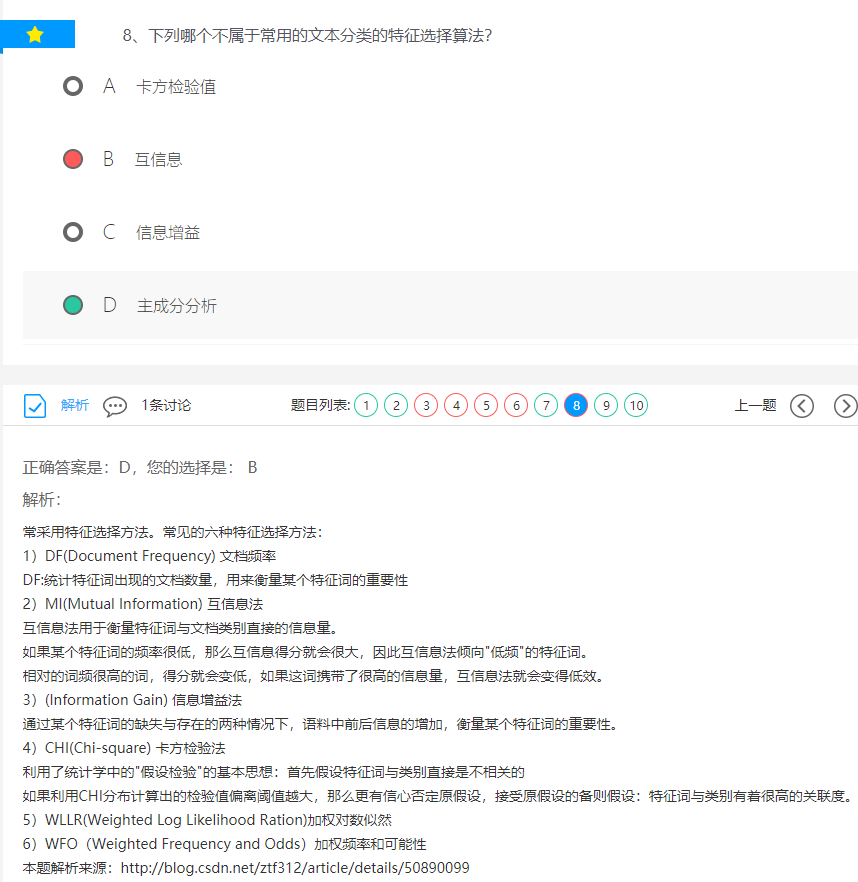 8、下列哪个不属于常用的文本分类的特征选择算法？
A 卡方检验值
B 互信息
C 信息增益
D 主成分分析
解析 1条讨论 题目列表: 1 2 3 4 5 6 7 8 9 10 上一题
正确答案是：D，您的选择是： B
解析：
常采用特征选择方法。常见的六种特征选择方法：
1）DF(Document Frequency) 文档频率
DF:统计特征词出现的文档数量，用来衡量某个特征词的重要性
2）MI(Mutual Information) 互信息法
互信息法用于衡量特征词与文档类别直接的信息量。
如果某个特征词的频率很低，那么互信息得分就会很大，因此互信息法倾向"低频"的特征词。
相对的词频很高的词，得分就会变低，如果这词携带了很高的信息量，互信息法就会变得低效。
3）(Information Gain) 信息增益法
通过某个特征词的缺失与存在的两种情况下，语料中前后信息的增加，衡量某个特征词的重要性。
4）CHI(Chi-square) 卡方检验法
利用了统计学中的"假设检验"的基本思想：首先假设特征词与类别直接是不相关的
如果利用CHI分布计算出的检验值偏离阈值越大，那么更有信心否定原假设，接受原假设的备则假设：特征词与类别有着很高的关联度。
5）WLLR(Weighted Log Likelihood Ration)加权对数似然
6）WFO（Weighted Frequency and Odds）加权频率和可能性
本题解析来源：http://blog.csdn.net/ztf312/article/details/50890099